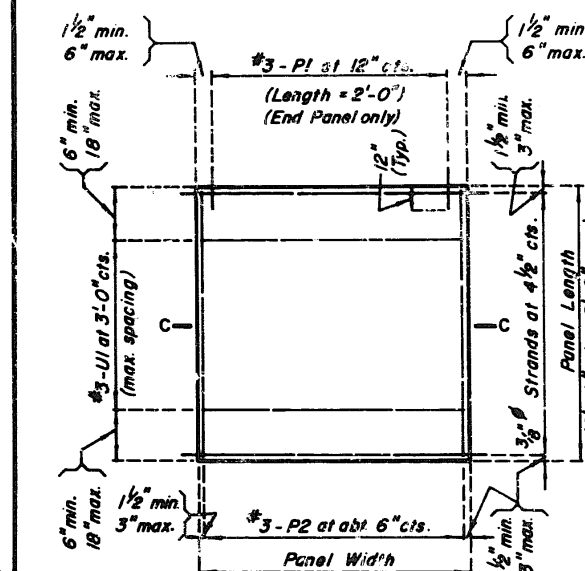 1½" min.
6" max.
#3-P1 at 12" cts.
(Length = 2'-0")
(End Panel only)
1½" min
6" max.
6" min.
18" max.
12"
(Typ.)
1½" min.
3" max.
#3-U1 at 3'-0" cts.
(max. spacing)
C
C
3/8" ø Strands at 4½" cts.
Panel Length
6" min.
18" max.
1½" min.
3" max.
#3-P2 at abt. 6" cts.
Panel Width
½" min.
3" max.